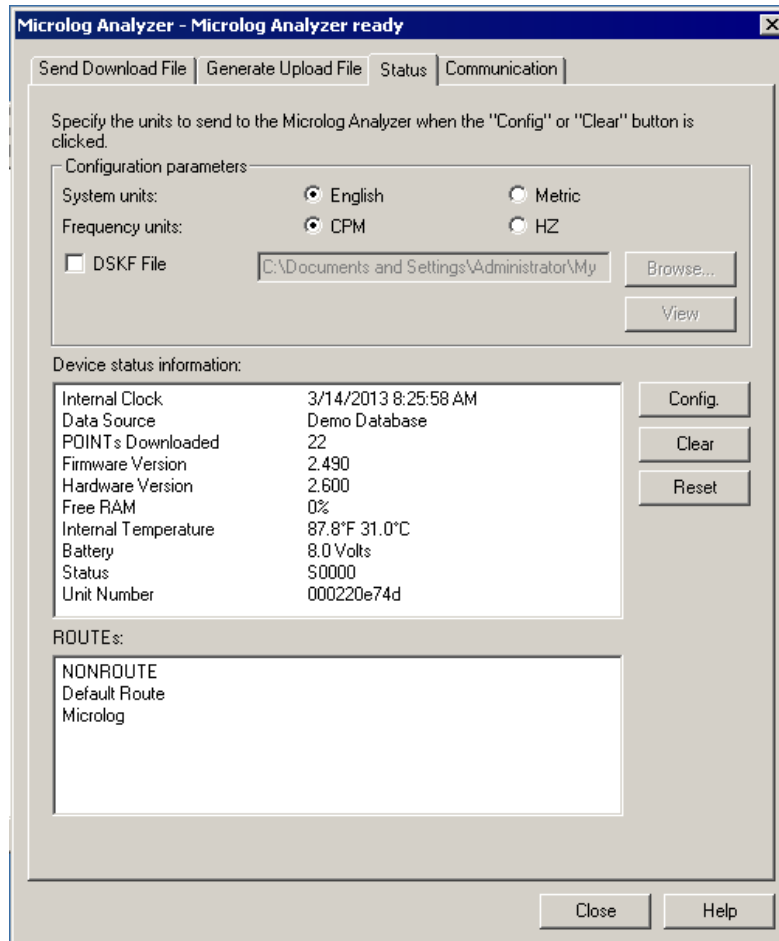 Microlog Analyzer - Microlog Analyzer ready
Send Download File Generate Upload File Status Communication
Specify the units to send to the Microlog Analyzer when the "Config" or "Clear" button is
clicked.
Configuration parameters
System units: English Metric
Frequency units: CPM HZ
DSKF File C:\Documents and Settings\Administrator\My Browse...
View
Device status information:
Internal Clock 3/14/2013 8:25:58 AM Config.
Data Source Demo Database
POINTs Downloaded 22 Clear
Firmware Version 2.490
Hardware Version 2.600 Reset
Free RAM 0%
Internal Temperature 87.8°F 31.0°C
Battery 8.0 Volts
Status S0000
Unit Number 000220e74d
ROUTEs:
NONROUTE
Default Route
Microlog
Close Help